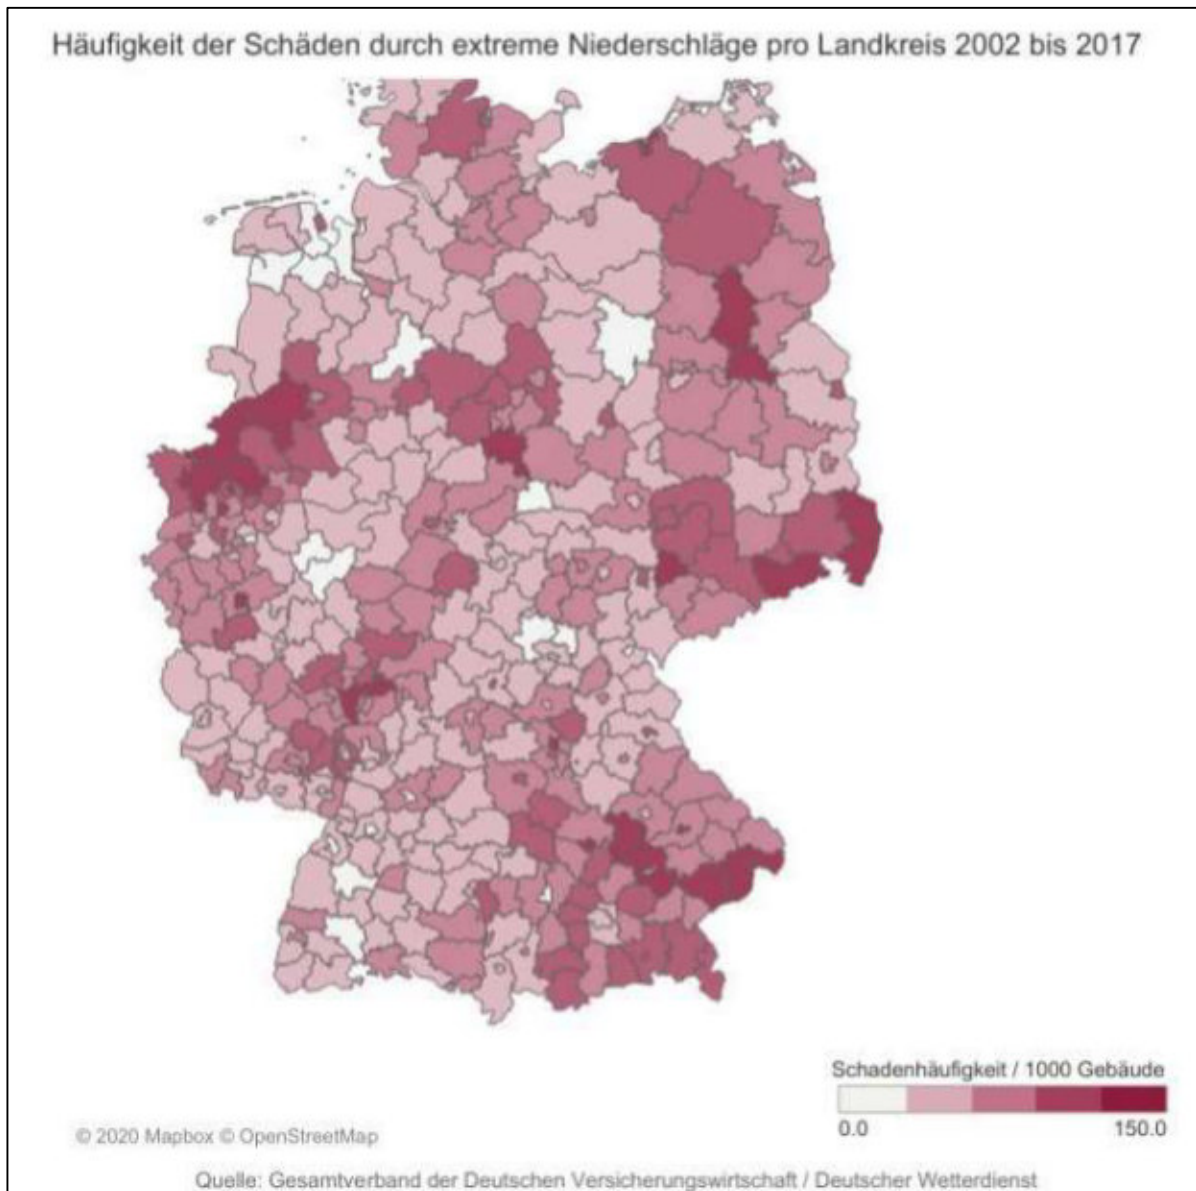 Häufigkeit der Schäden durch extreme Niederschläge pro Landkreis 2002 bis 2017
Schadenhäufigkeit / 1000 Gebäude
0.0 150.0
© 2020 Mapbox © OpenStreetMap
Quelle: Gesamtverband der Deutschen Versicherungswirtschaft / Deutscher Wetterdienst